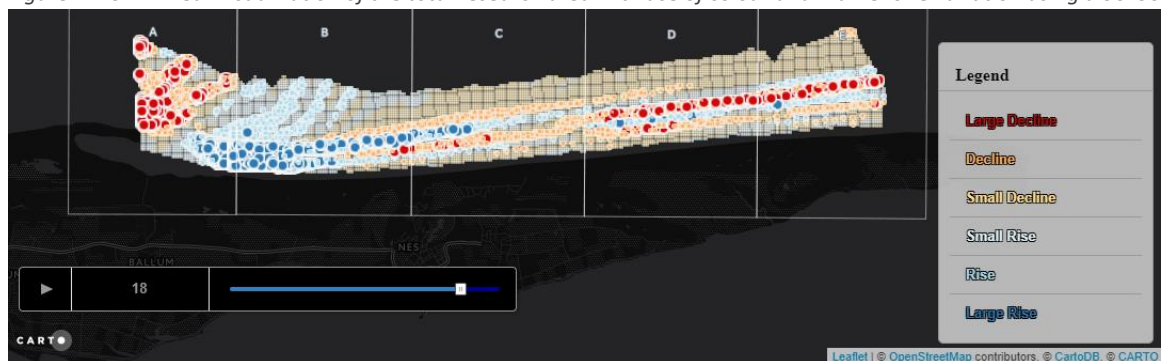 A B C D E
Legend
Large Decline
Decline
Small Decline
Small Rise
Rise
Large Rise
NES
BALLUM
18
CARTO
Leaflet | © OpenStreetMap contributors, © CartoDB, © CARTO